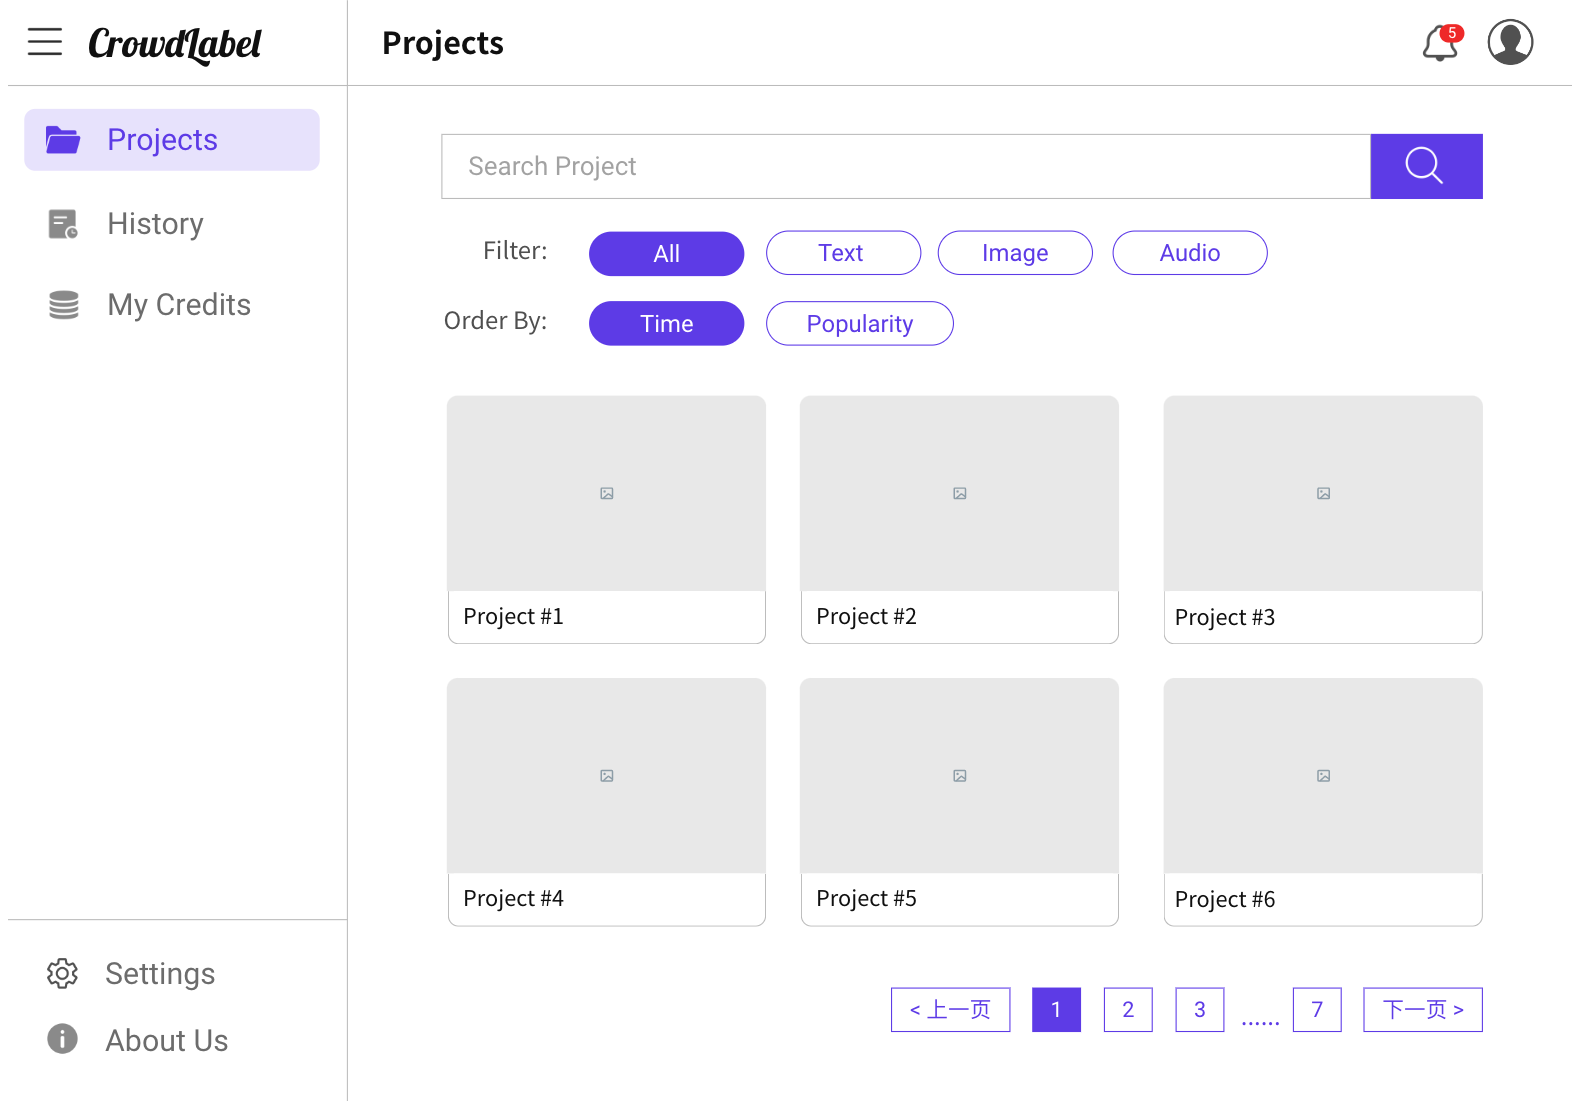 CrowdLabel
Projects
5
Projects
History
My Credits
Settings
About Us
Search Project
Filter: All Text Image Audio
Order By: Time Popularity
Project #1 Project #2 Project #3
Project #4 Project #5 Project #6
< 上一页 1 2 3 ...... 7 下一页 >